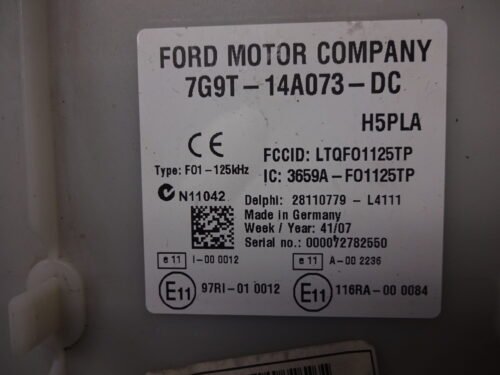 FORD MOTOR COMPANY
7G9T-14A073-DC
H5PLA
CE
FCCID: LTQFO1125TP
Type: F01-125kHz
IC: 3659A-FO1125TP
N11042
Delphi: 28110779 - L4111
Made in Germany
Week / Year: 41/07
Serial no.: 000072782550
e 11 I-00 0012
e 11 A-00 2236
E11 97RI-01 0012
E11 116RA-00 0084